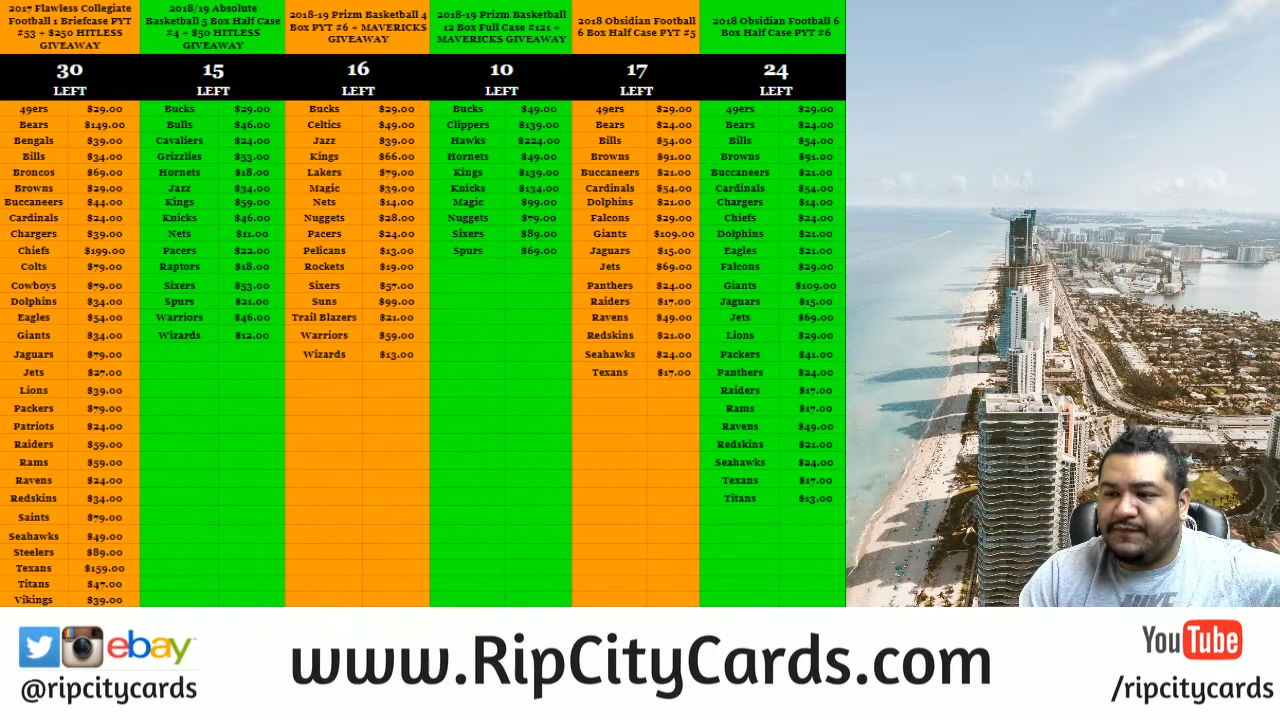 2017 Flawless Collegiate
Football 1 Briefcase PYT
#53 + $250 HITLESS
GIVEAWAY
30
LEFT
49ers $29.00
Bears $149.00
Bengals $39.00
Bills $34.00
Broncos $69.00
Browns $29.00
Buccaneers $44.00
Cardinals $24.00
Chargers $39.00
Chiefs $199.00
Colts $79.00
Cowboys $79.00
Dolphins $34.00
Eagles $54.00
Giants $34.00
Jaguars $79.00
Jets $27.00
Lions $39.00
Packers $79.00
Patriots $24.00
Raiders $59.00
Rams $59.00
Ravens $24.00
Redskins $34.00
Saints $79.00
Seahawks $49.00
Steelers $89.00
Texans $159.00
Titans $47.00
Vikings $39.00
2018/19 Absolute
Basketball 5 Box Half Case
#4 + $50 HITLESS
GIVEAWAY
15
LEFT
Bucks $29.00
Bulls $46.00
Cavaliers $24.00
Grizzlies $53.00
Hornets $18.00
Jazz $34.00
Kings $59.00
Knicks $46.00
Nets $11.00
Pacers $22.00
Raptors $18.00
Sixers $53.00
Spurs $21.00
Warriors $46.00
Wizards $12.00
2018-19 Prizm Basketball 4
Box PYT #6 + MAVERICKS
GIVEAWAY
16
LEFT
Bucks $29.00
Celtics $49.00
Jazz $39.00
Kings $66.00
Lakers $79.00
Magic $39.00
Nets $14.00
Nuggets $28.00
Pacers $24.00
Pelicans $13.00
Rockets $19.00
Sixers $57.00
Suns $99.00
Trail Blazers $21.00
Warriors $59.00
Wizards $13.00
2018-19 Prizm Basketball
12 Box Full Case #121 +
MAVERICKS GIVEAWAY
10
LEFT
Bucks $49.00
Clippers $139.00
Hawks $224.00
Hornets $49.00
Kings $139.00
Knicks $134.00
Magic $99.00
Nuggets $79.00
Sixers $89.00
Spurs $69.00
2018 Obsidian Football
6 Box Half Case PYT #5
17
LEFT
49ers $29.00
Bears $24.00
Bills $54.00
Browns $91.00
Buccaneers $21.00
Cardinals $54.00
Dolphins $21.00
Falcons $29.00
Giants $109.00
Jaguars $15.00
Jets $69.00
Panthers $24.00
Raiders $17.00
Ravens $49.00
Redskins $21.00
Seahawks $24.00
Texans $17.00
2018 Obsidian Football 6
Box Half Case PYT #6
24
LEFT
49ers $29.00
Bears $24.00
Bills $54.00
Browns $91.00
Buccaneers $21.00
Cardinals $54.00
Chargers $14.00
Chiefs $24.00
Dolphins $21.00
Eagles $21.00
Falcons $29.00
Giants $109.00
Jaguars $15.00
Jets $69.00
Lions $29.00
Packers $41.00
Panthers $24.00
Raiders $17.00
Rams $17.00
Ravens $49.00
Redskins $21.00
Seahawks $24.00
Texans $17.00
Titans $13.00
ebay
@ripcitycards
www.RipCityCards.com
YouTube
/ripcitycards